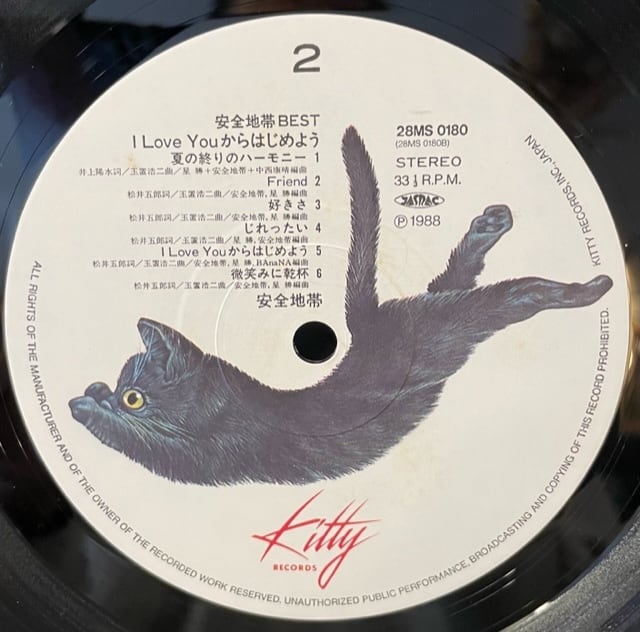 2
安全地帯BEST
I Love Youからはじめよう
夏の終りのハーモニー 1
井上陽水詞/玉置浩二曲/星 勝+安全地帯+中西康晴編曲
Friend 2
松井五郎詞/玉置浩二曲/安全地帯,星 勝編曲
好きさ 3
松井五郎詞/玉置浩二曲/安全地帯,星 勝編曲
じれったい 4
松井五郎詞/玉置浩二曲/星 勝,安全地帯編曲
I Love Youからはじめよう 5
松井五郎詞/玉置浩二曲/安全地帯,星 勝,BAnaNA編曲
微笑みに乾杯 6
松井五郎詞/玉置浩二曲/安全地帯,星 勝編曲
安全地帯
28MS 0180
(28MS 0180B)
STEREO
33⅓ R.P.M.
JASRAC
Ⓟ 1988
Kitty
RECORDS
ALL RIGHTS OF THE MANUFACTURER AND OF THE OWNER OF THE RECORDED WORK RESERVED. UNAUTHORIZED PUBLIC PERFORMANCE, BROADCASTING AND COPYING OF THIS RECORD PROHIBITED.
KITTY RECORDS, INC., JAPAN